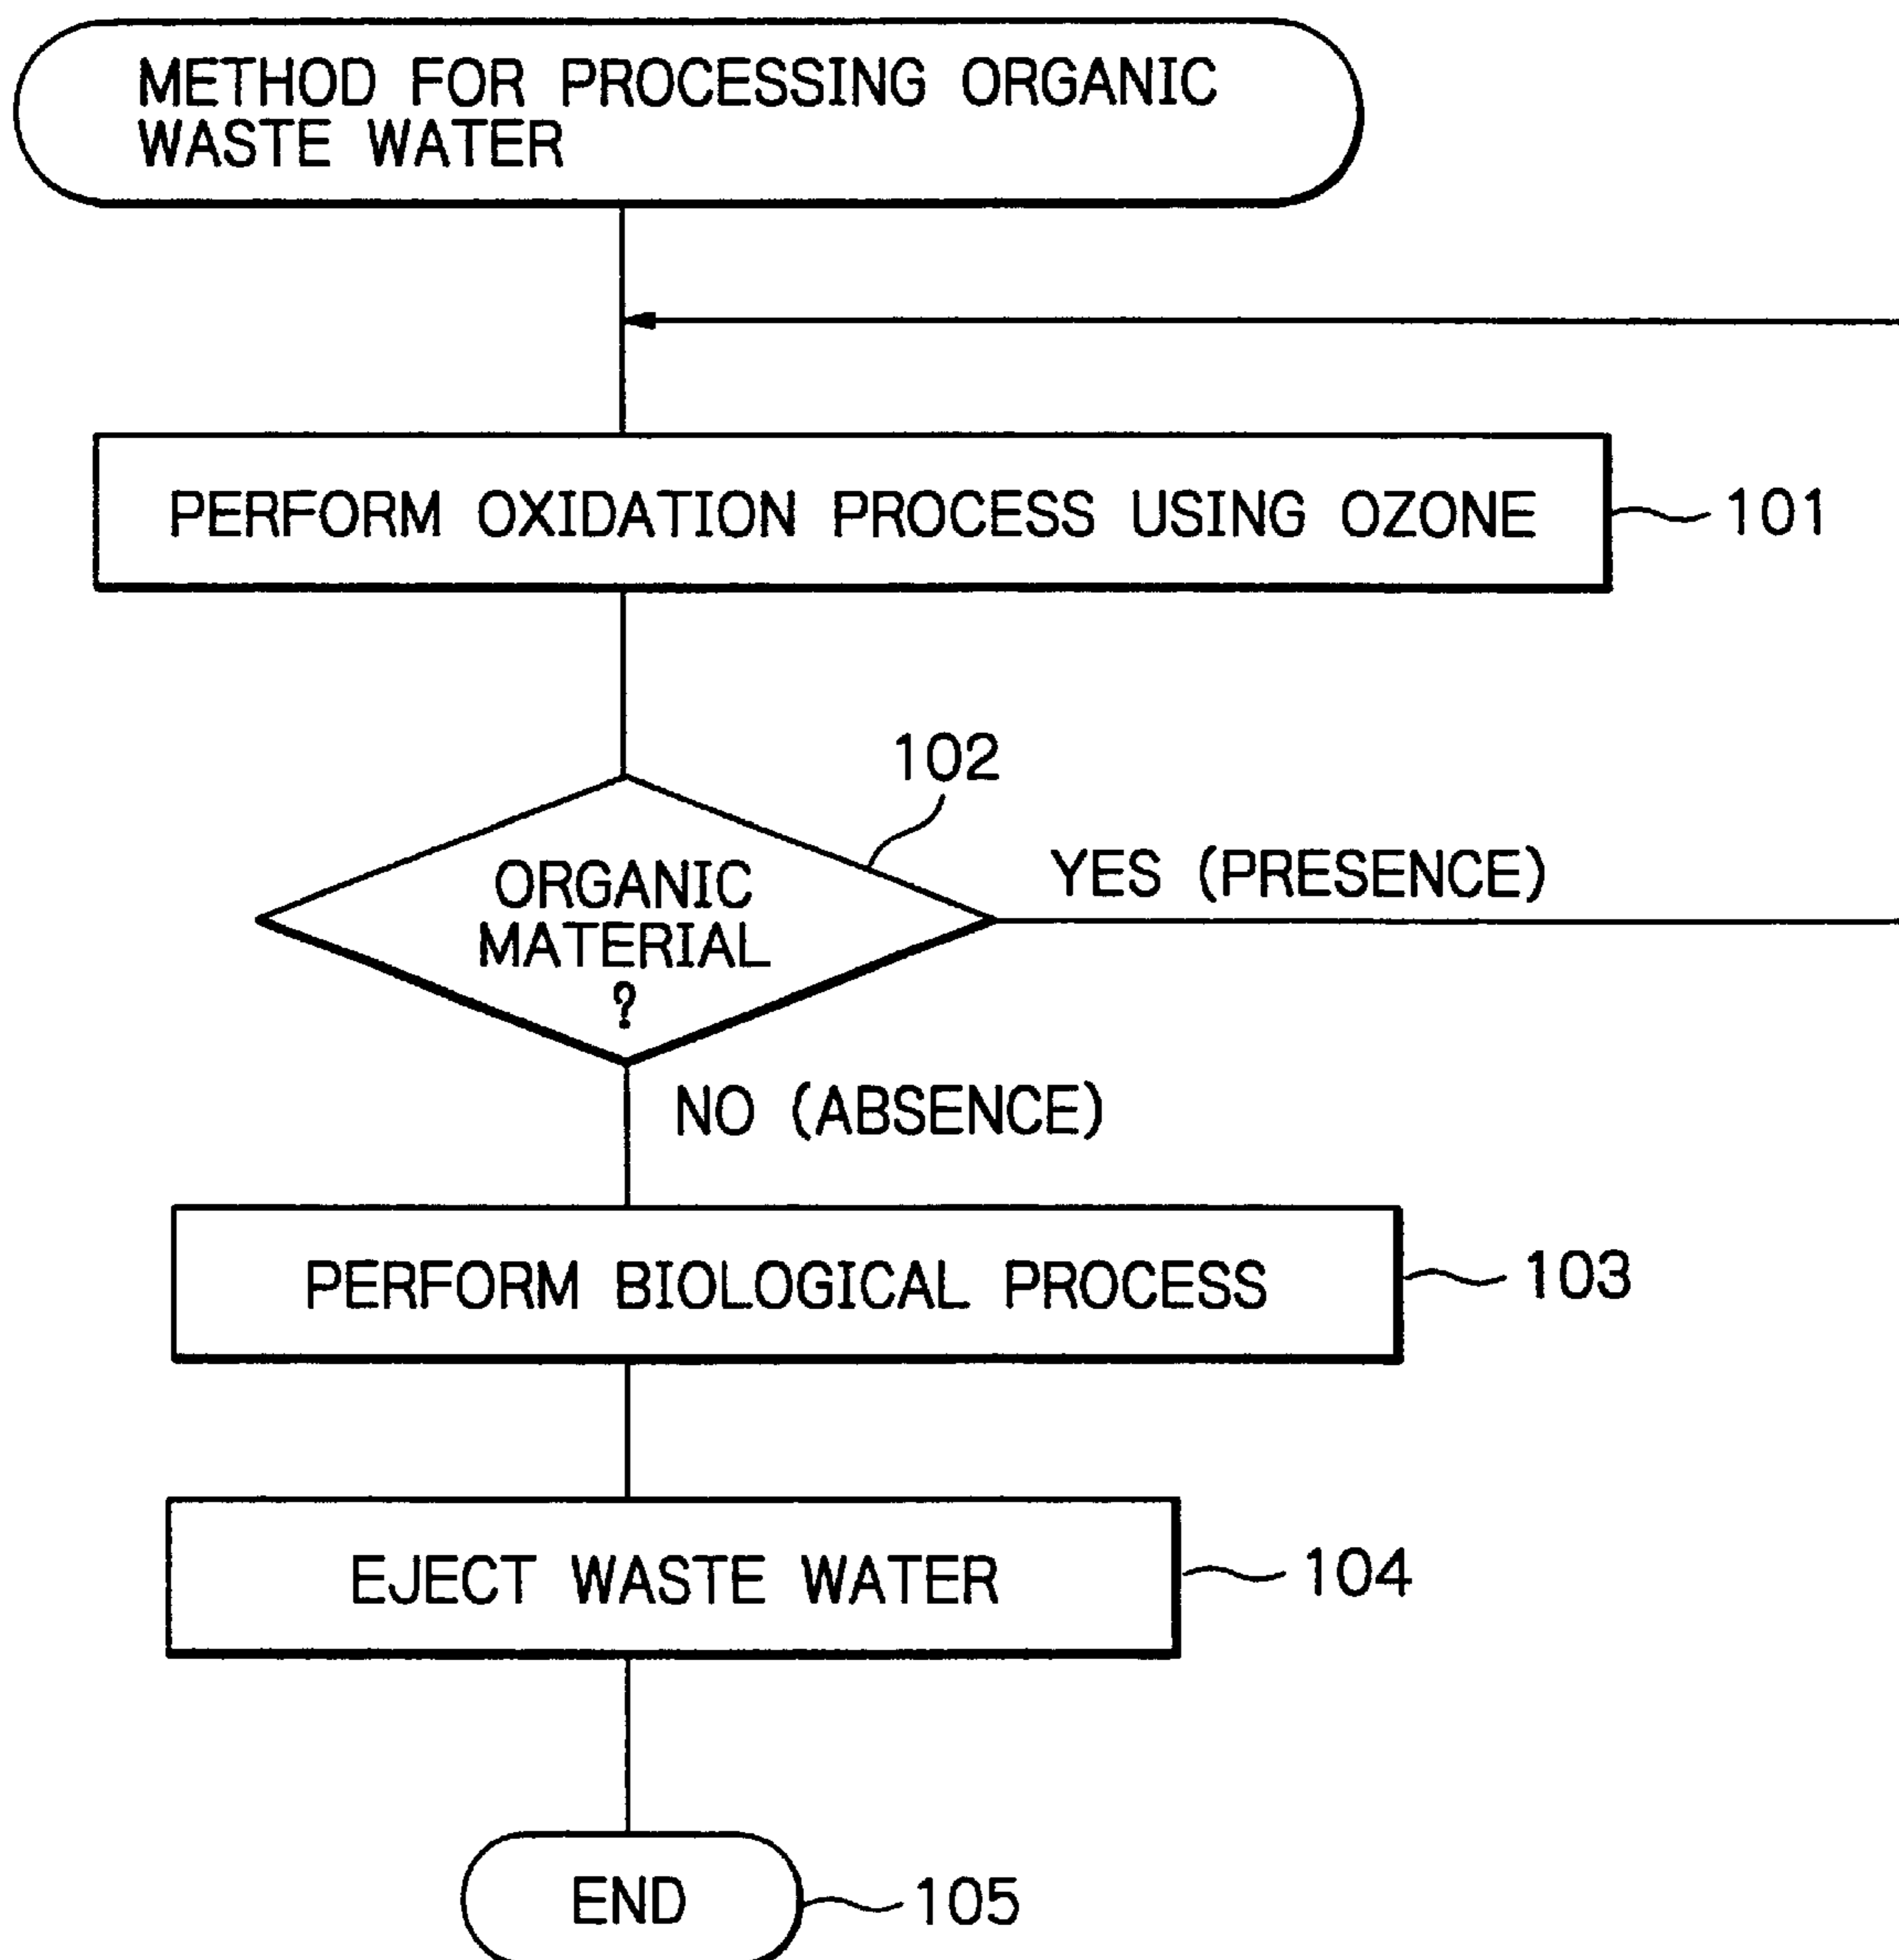 METHOD FOR PROCESSING ORGANIC
WASTE WATER
PERFORM OXIDATION PROCESS USING OZONE
101
102
ORGANIC
MATERIAL
?
YES (PRESENCE)
NO (ABSENCE)
PERFORM BIOLOGICAL PROCESS
103
EJECT WASTE WATER
104
END
105